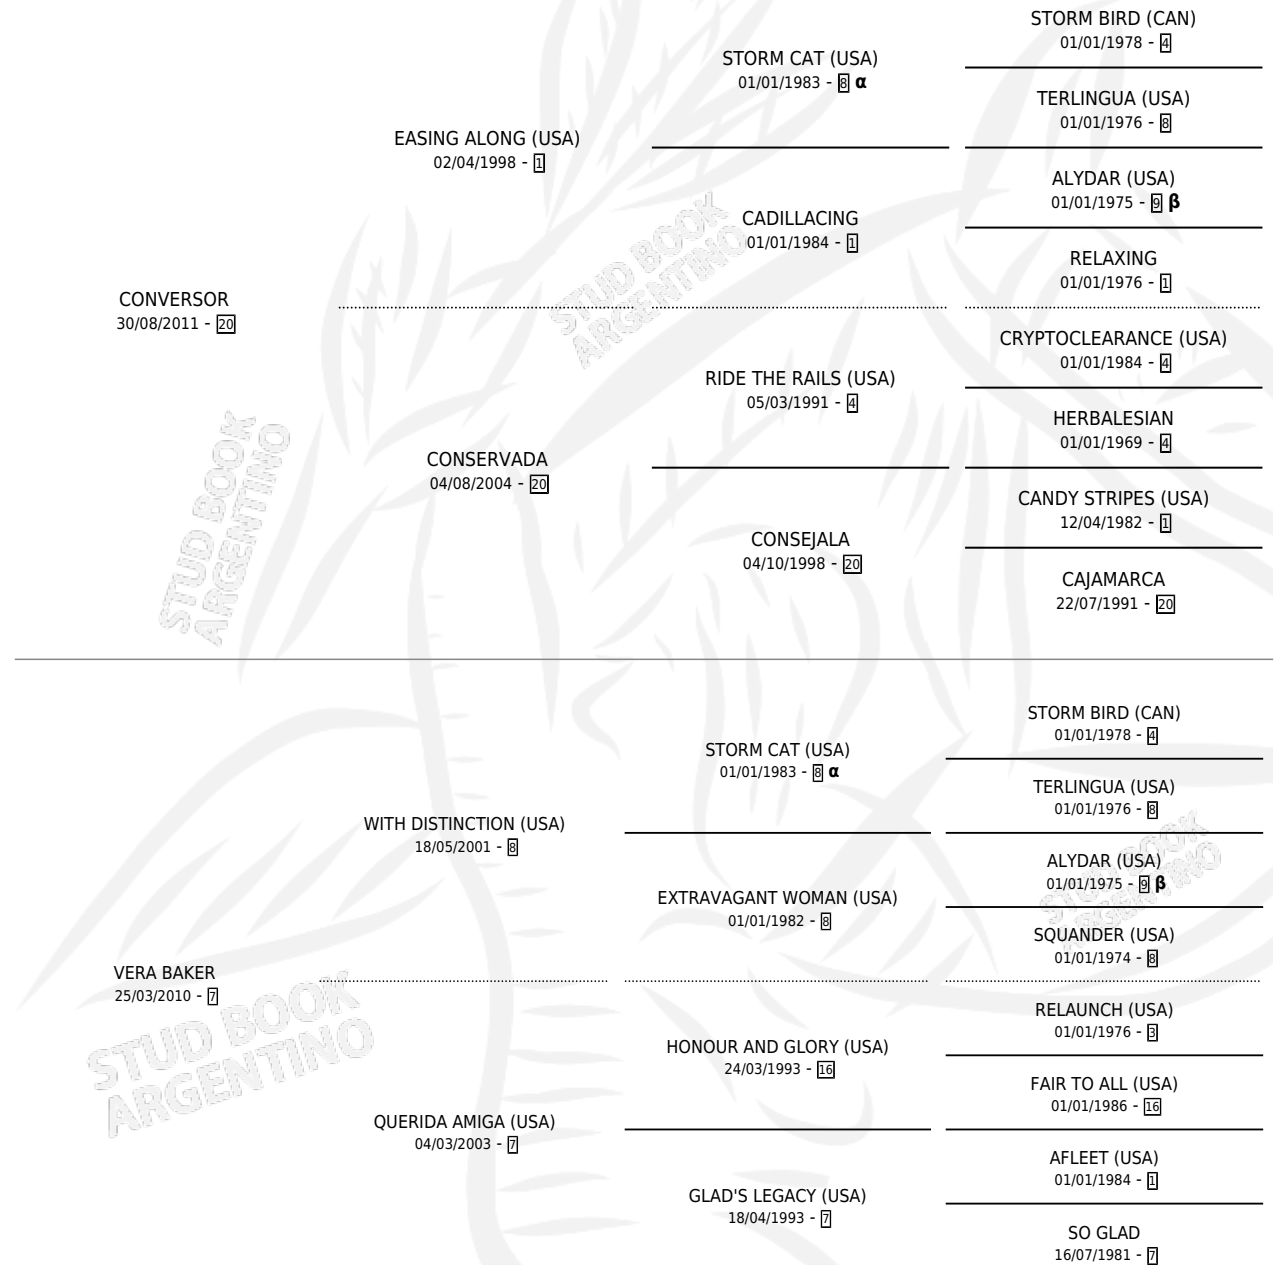 STORM BIRD (CAN)
01/01/1978 - 4
STORM CAT (USA)
01/01/1983 - 8 α
TERLINGUA (USA)
01/01/1976 - 8
EASING ALONG (USA)
02/04/1998 - 1
ALYDAR (USA)
01/01/1975 - 9 β
CADILLACING
01/01/1984 - 1
RELAXING
01/01/1976 - 1
CONVERSOR
30/08/2011 - 20
CRYPTOCLEARANCE (USA)
01/01/1984 - 4
RIDE THE RAILS (USA)
05/03/1991 - 4
HERBALESIAN
01/01/1969 - 4
CONSERVADA
04/08/2004 - 20
CANDY STRIPES (USA)
12/04/1982 - 1
CONSEJALA
04/10/1998 - 20
CAJAMARCA
22/07/1991 - 20
STUD BOOK
ARGENTINO
STUD BOOK
ARGENTINO
STORM BIRD (CAN)
01/01/1978 - 4
STORM CAT (USA)
01/01/1983 - 8 α
TERLINGUA (USA)
01/01/1976 - 8
WITH DISTINCTION (USA)
18/05/2001 - 8
ALYDAR (USA)
01/01/1975 - 9 β
EXTRAVAGANT WOMAN (USA)
01/01/1982 - 8
SQUANDER (USA)
01/01/1974 - 8
VERA BAKER
25/03/2010 - 7
RELAUNCH (USA)
01/01/1976 - 3
HONOUR AND GLORY (USA)
24/03/1993 - 16
FAIR TO ALL (USA)
01/01/1986 - 16
QUERIDA AMIGA (USA)
04/03/2003 - 7
AFLEET (USA)
01/01/1984 - 1
GLAD'S LEGACY (USA)
18/04/1993 - 7
SO GLAD
16/07/1981 - 7
STUD BOOK
ARGENTINO
STUD BOOK
ARGENTINO